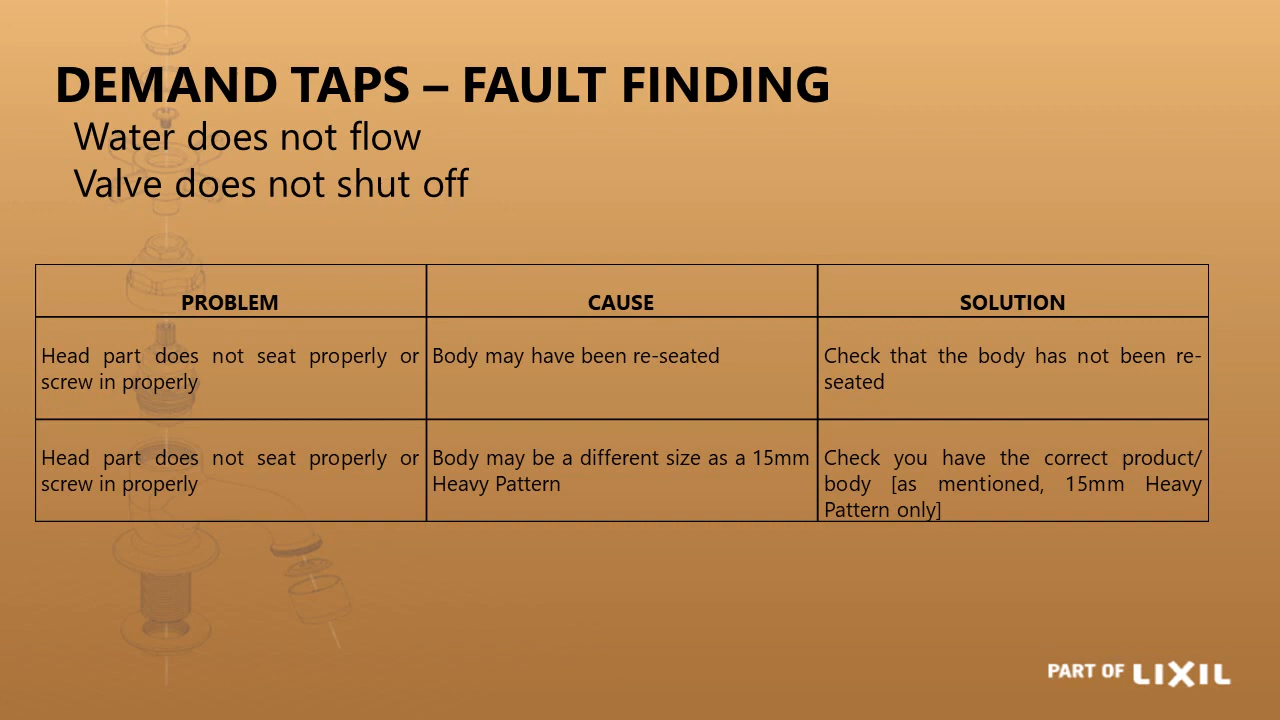 DEMAND TAPS – FAULT FINDING
Water does not flow
Valve does not shut off
PROBLEM
CAUSE
SOLUTION
Head part does not seat properly or
screw in properly
Body may have been re-seated
Check that the body has not been re-
seated
Head part does not seat properly or
screw in properly
Body may be a different size as a 15mm
Heavy Pattern
Check you have the correct product/
body [as mentioned, 15mm Heavy
Pattern only]
PART OF LIXIL